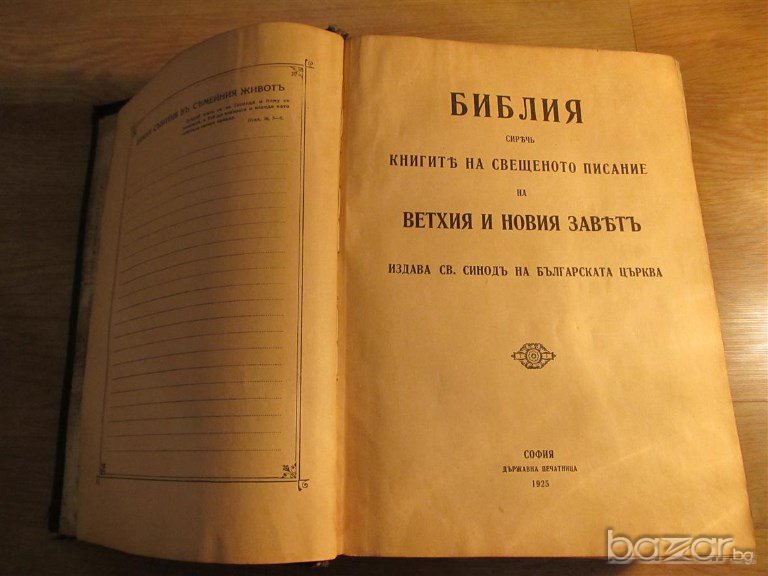 СЪБИТИЯ ВЪ СЪМЕЙНИЯ ЖИВОТЪ
БИБЛИЯ
СИРѢЧЬ
КНИГИТѢ НА СВЕЩЕНОТО ПИСАНИЕ
НА
ВЕТХИЯ И НОВИЯ ЗАВѢТЪ
ИЗДАВА СВ. СИНОДЪ НА БЪЛГАРСКАТА ЦЪРКВА
СОФИЯ
ДЪРЖАВНА ПЕЧАТНИЦА
1925
bazar.bg